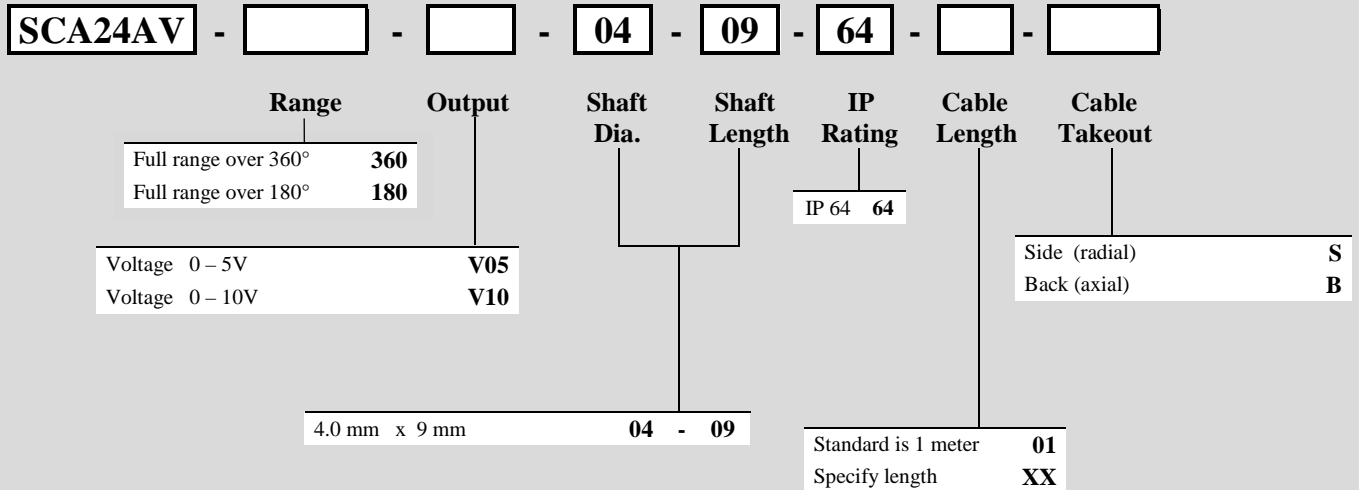 SCA24AV - - - 04 - 09 - 64 - -
Range Output Shaft Shaft IP Cable Cable
Dia. Length Rating Length Takeout
Full range over 360° 360
Full range over 180° 180
IP 64 64
Voltage 0 – 5V V05
Voltage 0 – 10V V10
Side (radial) S
Back (axial) B
4.0 mm x 9 mm 04 - 09
Standard is 1 meter 01
Specify length XX